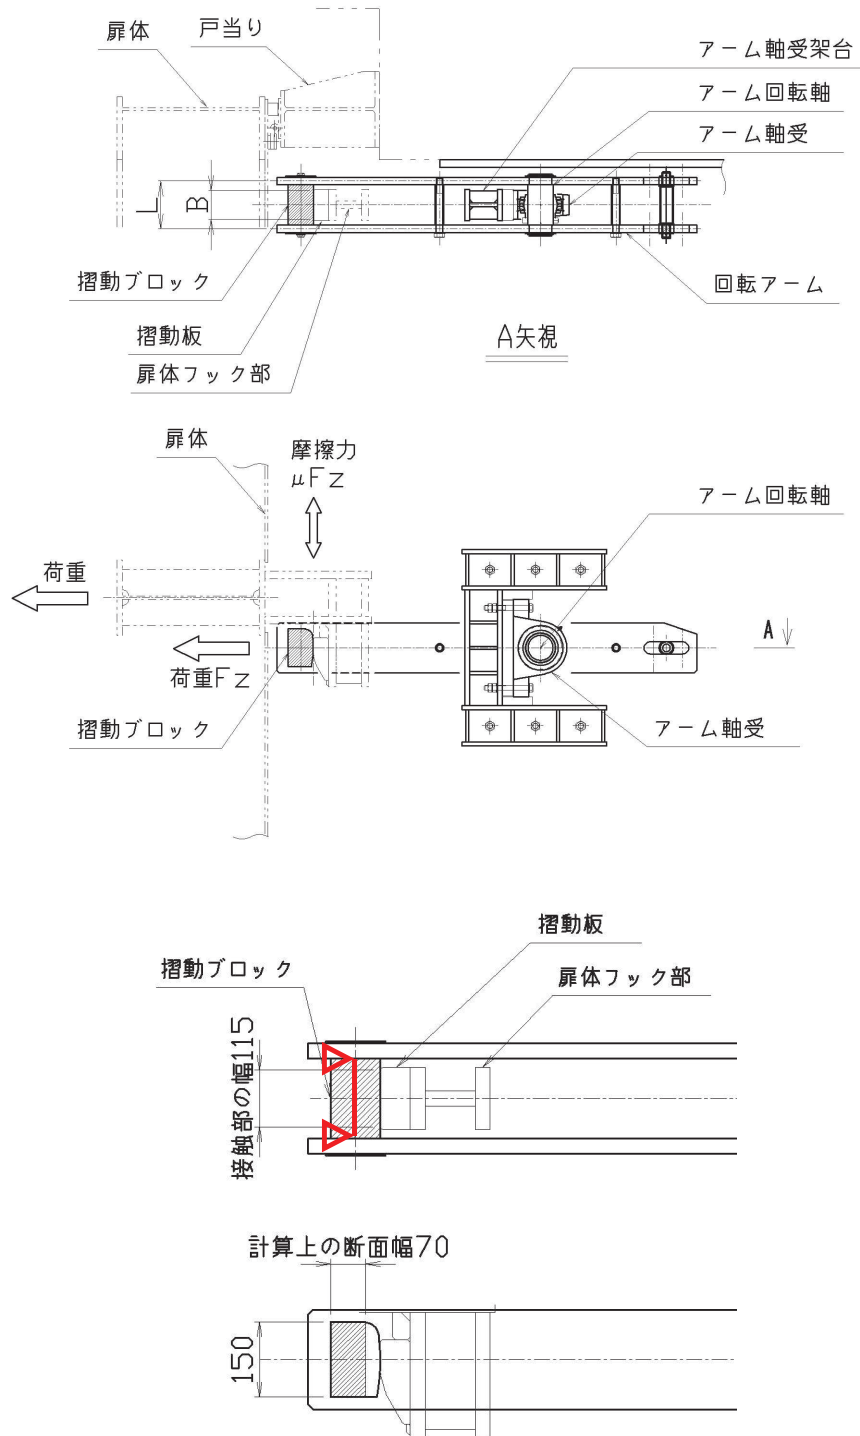 扉体
戸当り
アーム軸受架台
アーム回転軸
アーム軸受
L
B
摺動ブロック
回転アーム
摺動板
扉体フック部
A矢視
扉体
摩擦力
μFz
アーム回転軸
荷重
A
荷重Fz
摺動ブロック
アーム軸受
摺動板
摺動ブロック
扉体フック部
接触部の幅115
計算上の断面幅70
150